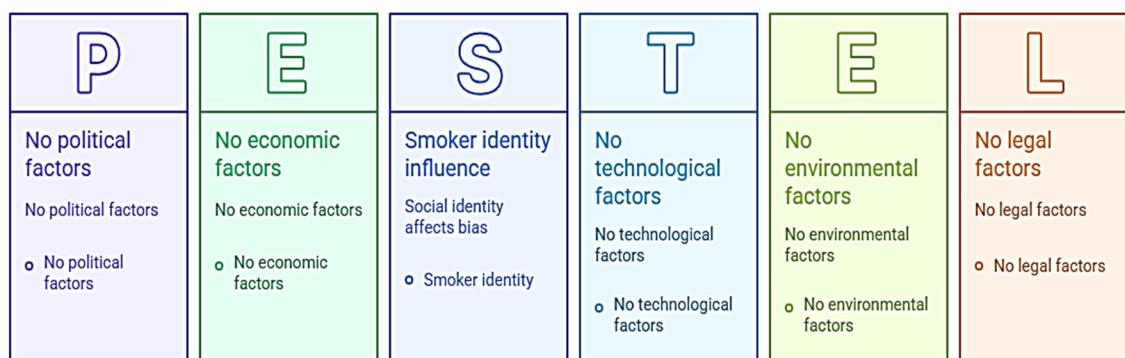 P
No political
factors
No political factors
No political
factors
E
No economic
factors
No economic factors
No economic
factors
S
Smoker identity
influence
Social identity
affects bias
Smoker identity
T
No
technological
factors
No technological
factors
No technological
factors
E
No
environmental
factors
No environmental
factors
No environmental
factors
L
No legal
factors
No legal factors
No legal factors